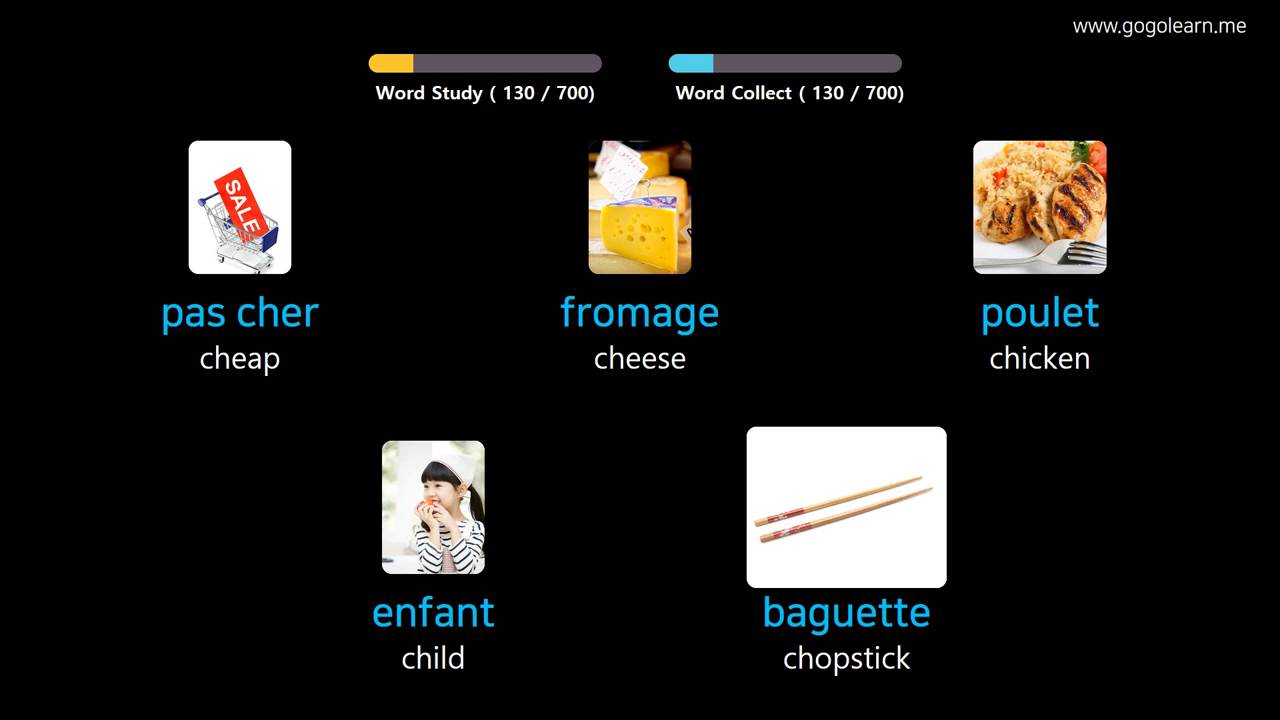 www.gogolearn.me
Word Study ( 130 / 700)
Word Collect ( 130 / 700)
SALE
pas cher
cheap
fromage
cheese
poulet
chicken
enfant
child
baguette
chopstick